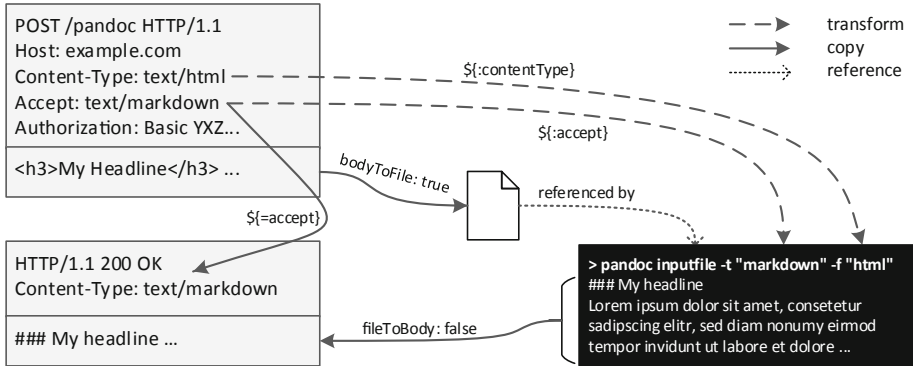 POST /pandoc HTTP/1.1
Host: example.com
Content-Type: text/html
Accept: text/markdown
Authorization: Basic YXZ...
<h3>My Headline</h3> ...
transform
copy
reference
${:contentType}
${:accept}
bodyToFile: true
referenced by
${=accept}
HTTP/1.1 200 OK
Content-Type: text/markdown
### My headline ...
fileToBody: false
> pandoc inputfile -t "markdown" -f "html"
### My headline
Lorem ipsum dolor sit amet, consetetur
sadipscing elitr, sed diam nonumy eirmod
tempor invidunt ut labore et dolore ...